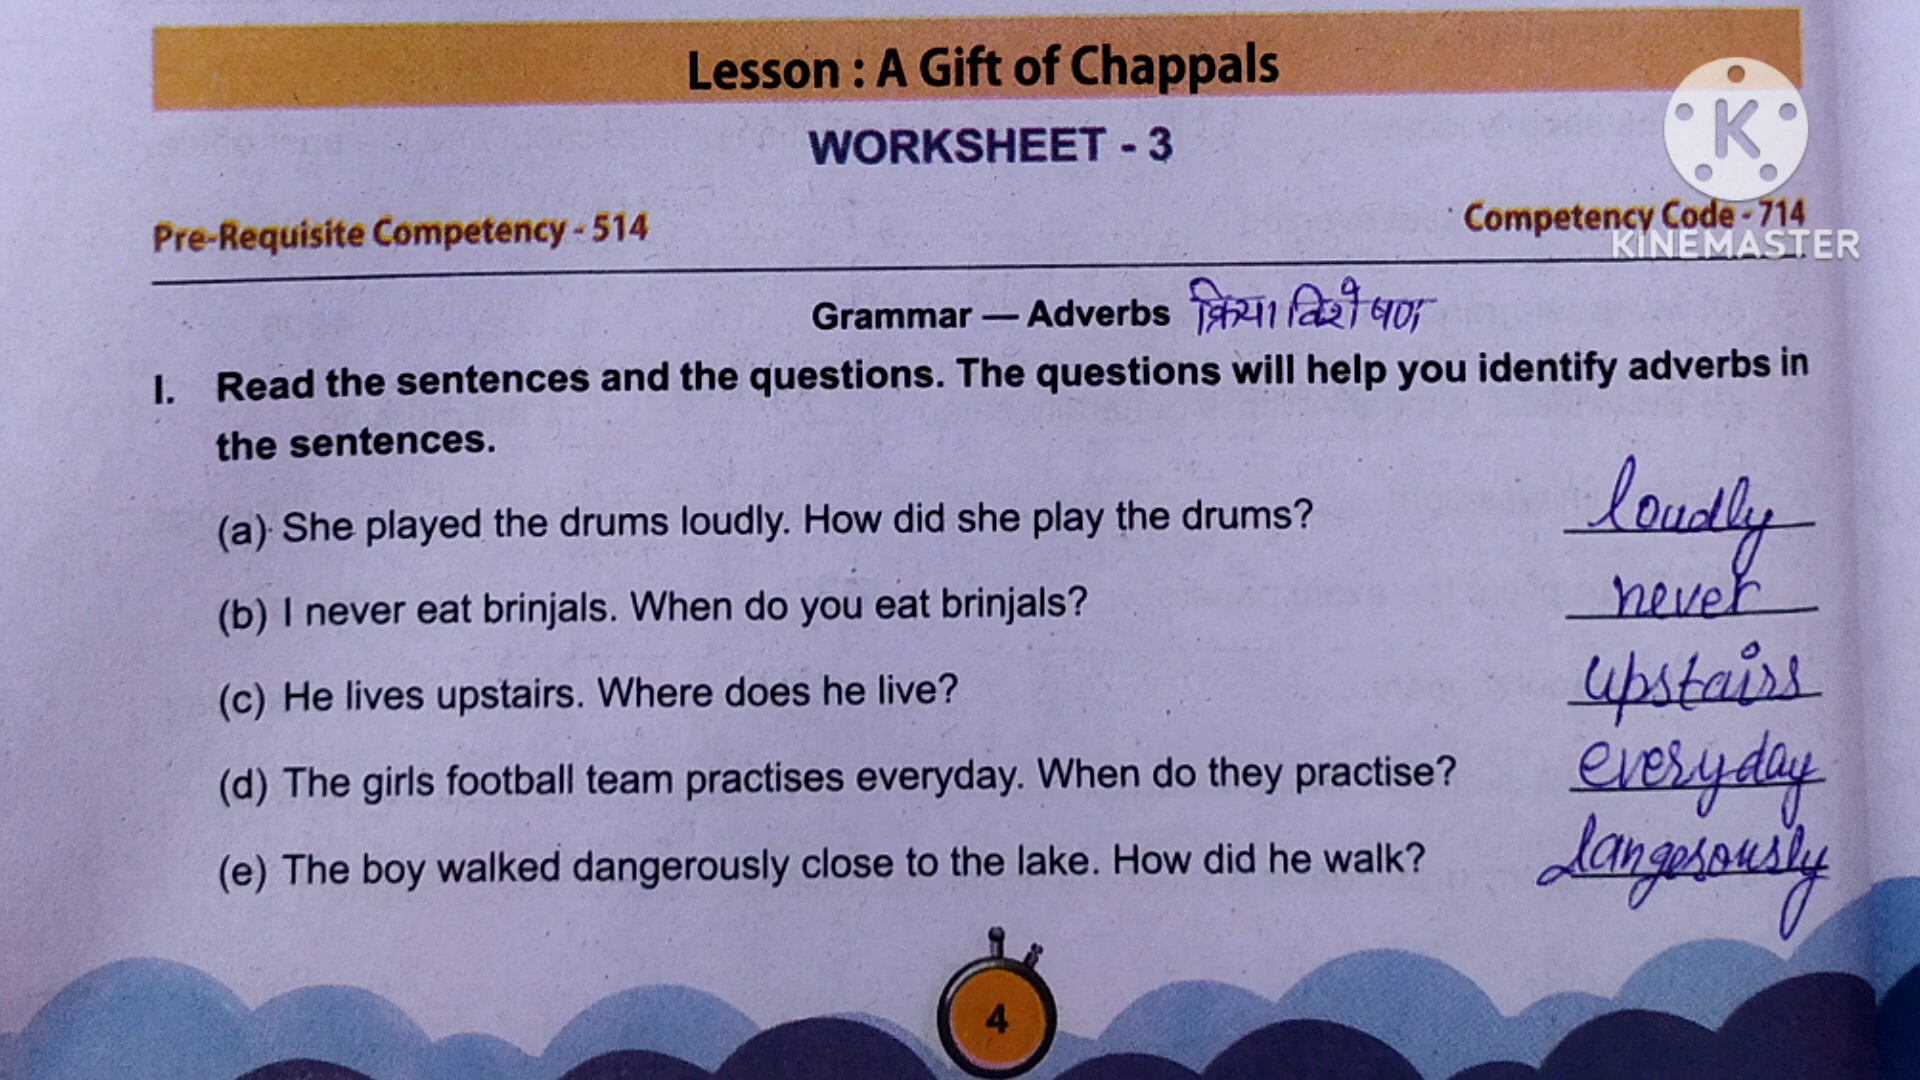 Lesson : A Gift of Chappals
WORKSHEET - 3
K
KINEMASTER
Pre-Requisite Competency - 514 Competency Code - 714
Grammar — Adverbs क्रिया विशेषण
I. Read the sentences and the questions. The questions will help you identify adverbs in
the sentences.
(a) She played the drums loudly. How did she play the drums? loudly
(b) I never eat brinjals. When do you eat brinjals? never
(c) He lives upstairs. Where does he live? upstairs
(d) The girls football team practises everyday. When do they practise? everyday
(e) The boy walked dangerously close to the lake. How did he walk? dangerously
4